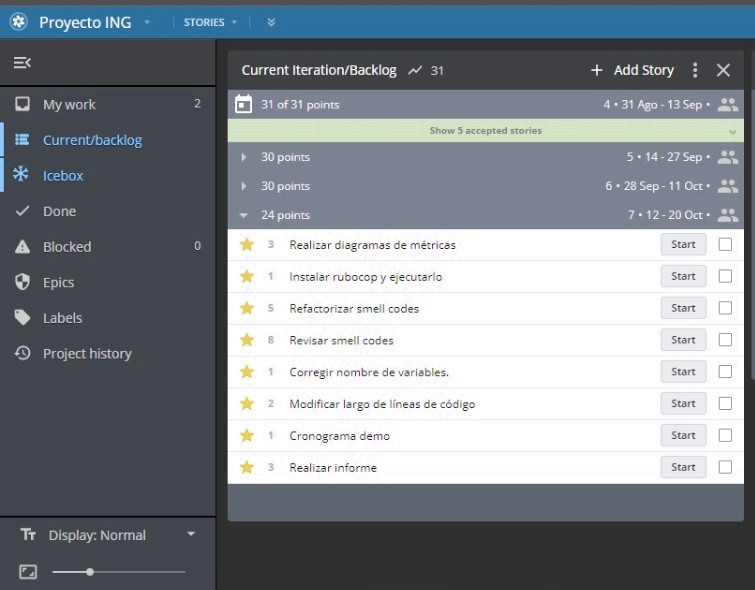 Proyecto ING STORIES
Current Iteration/Backlog 31 + Add Story
My work 2
31 of 31 points 4 • 31 Ago - 13 Sep •
Show 5 accepted stories
Current/backlog
30 points 5 • 14 - 27 Sep •
Icebox
30 points 6 • 28 Sep - 11 Oct •
Done
24 points 7 • 12 - 20 Oct •
Blocked 0
3 Realizar diagramas de métricas Start
Epics
1 Instalar rubocop y ejecutarlo Start
Labels
5 Refactorizar smell codes Start
Project history
8 Revisar smell codes Start
1 Corregir nombre de variables. Start
2 Modificar largo de líneas de código Start
1 Cronograma demo Start
3 Realizar informe Start
Display: Normal